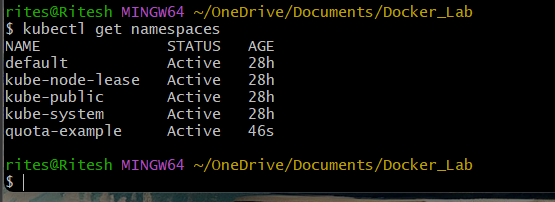 rites@Ritesh MINGW64 ~/OneDrive/Documents/Docker_Lab
$ kubectl get namespaces
NAME              STATUS   AGE
default           Active   28h
kube-node-lease   Active   28h
kube-public       Active   28h
kube-system       Active   28h
quota-example     Active   46s
rites@Ritesh MINGW64 ~/OneDrive/Documents/Docker_Lab
$